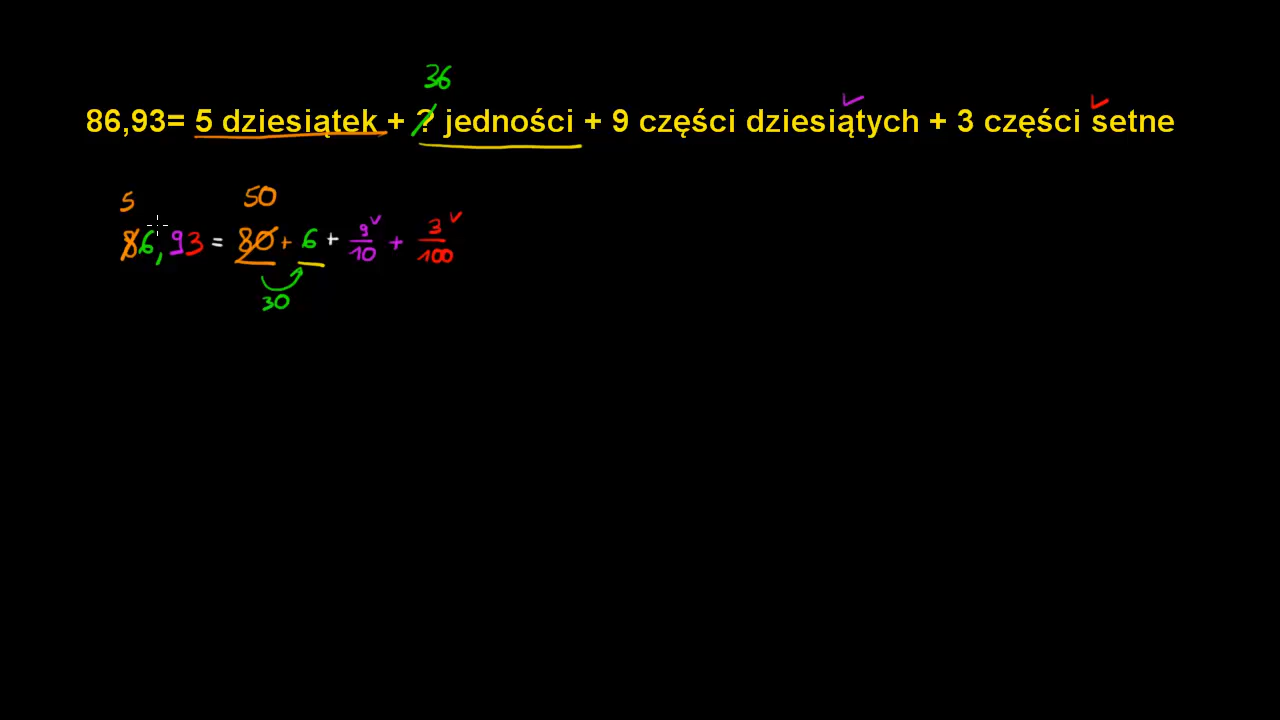 36
86,93= 5 dziesiątek + ? jedności + 9 części dziesiątych + 3 części setne
5 50
86,93 = 80 + 6 + 9/10 + 3/100
30